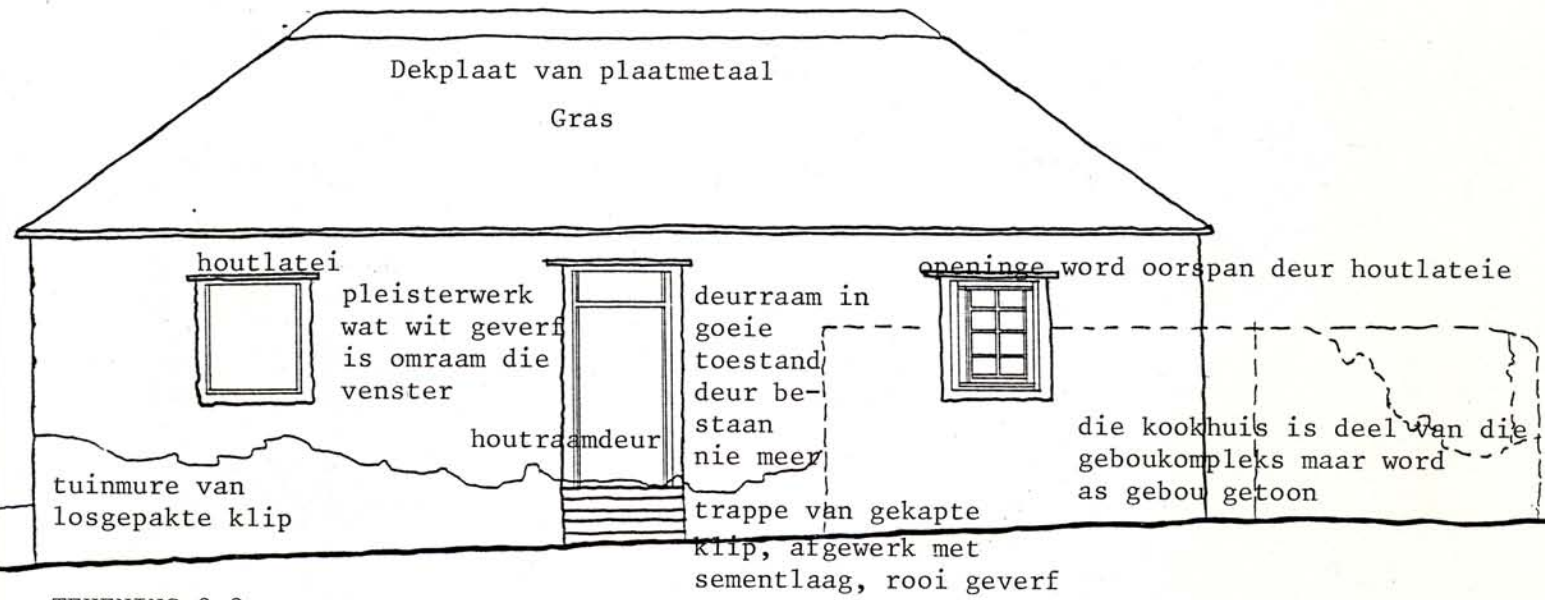 Dekplaat van plaatmetaal
Gras
houtlatei
pleisterwerk
wat wit geverf
is omraam die
venster
houtraamdeur
deurraam in
goeie
toestand
deur be-
staan
nie meer
openinge word oorspan deur houtlateie
die kookhuis is deel van die
geboukompleks maar word
as gebou getoon
tuinmure van
losgepakte klip
trappe van gekapte
klip, afgewerk met
sementlaag, rooi geverf